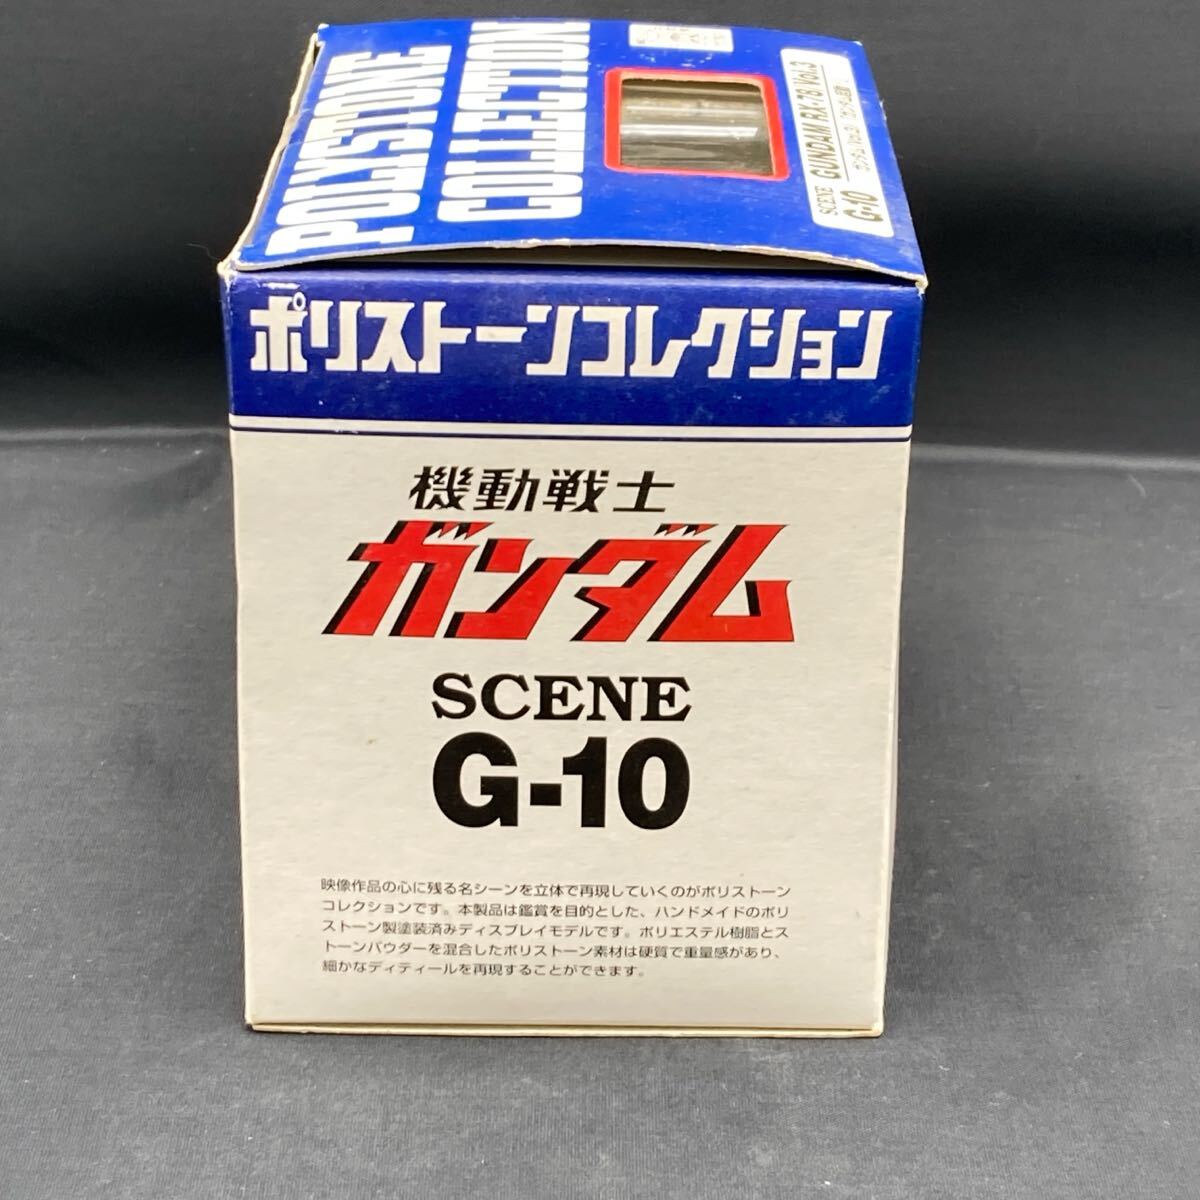 POLYSTONE
COLLECTION
SCENE
G-10
GUNDAM RX-78 Vol.3
ポリストーンコレクション
機動戦士
ガンダム
SCENE
G-10
映像作品の心に残る名シーンを立体で再現していくのがポリストーン
コレクションです。本製品は鑑賞を目的とした、ハンドメイドのポリ
ストーン製塗装済みディスプレイモデルです。ポリエステル樹脂とス
トーンパウダーを混合したポリストーン素材は硬質で重量感があり、
細かなディティールを再現することができます。